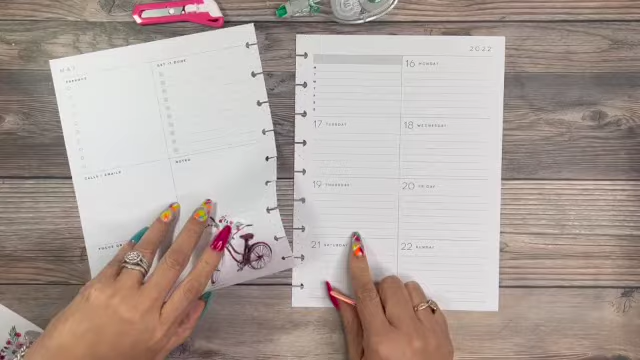 MAY
PRIORITY
GET IT DONE
CALLS + EMAILS
NOTES
FOCUS
2022
16 MONDAY
17 TUESDAY
18 WEDNESDAY
19 THURSDAY
20 FRIDAY
21 SATURDAY
22 SUNDAY